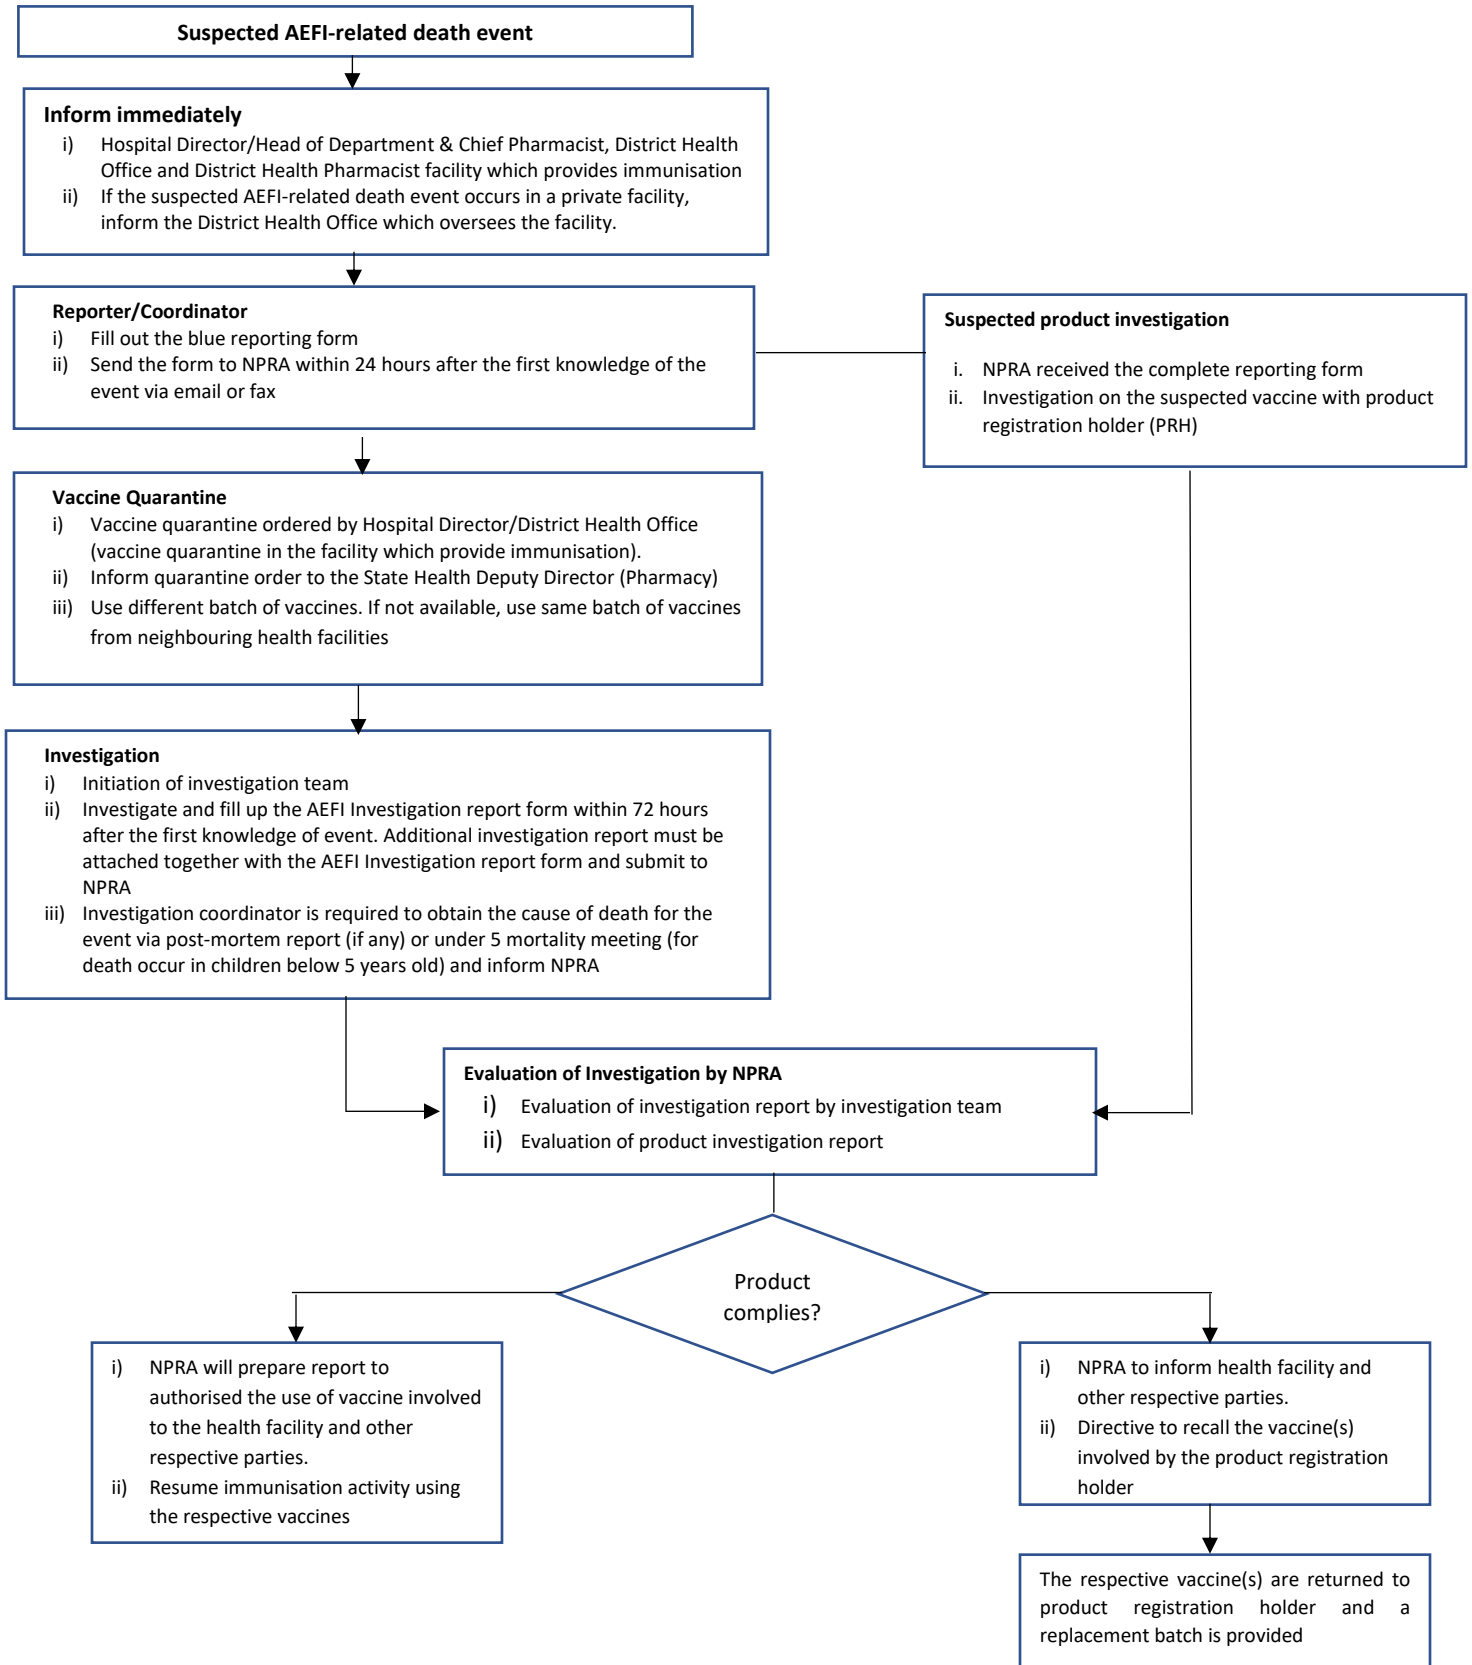 Suspected AEFI-related death event
Inform immediately
i) Hospital Director/Head of Department & Chief Pharmacist, District Health
Office and District Health Pharmacist facility which provides immunisation
ii) If the suspected AEFI-related death event occurs in a private facility,
inform the District Health Office which oversees the facility.
Reporter/Coordinator
i) Fill out the blue reporting form
ii) Send the form to NPRA within 24 hours after the first knowledge of the
event via email or fax
Suspected product investigation
i. NPRA received the complete reporting form
ii. Investigation on the suspected vaccine with product
registration holder (PRH)
Vaccine Quarantine
i) Vaccine quarantine ordered by Hospital Director/District Health Office
(vaccine quarantine in the facility which provide immunisation).
ii) Inform quarantine order to the State Health Deputy Director (Pharmacy)
iii) Use different batch of vaccines. If not available, use same batch of vaccines
from neighbouring health facilities
Investigation
i) Initiation of investigation team
ii) Investigate and fill up the AEFI Investigation report form within 72 hours
after the first knowledge of event. Additional investigation report must be
attached together with the AEFI Investigation report form and submit to
NPRA
iii) Investigation coordinator is required to obtain the cause of death for the
event via post-mortem report (if any) or under 5 mortality meeting (for
death occur in children below 5 years old) and inform NPRA
Evaluation of Investigation by NPRA
i) Evaluation of investigation report by investigation team
ii) Evaluation of product investigation report
Product
complies?
i) NPRA will prepare report to
authorised the use of vaccine involved
to the health facility and other
respective parties.
ii) Resume immunisation activity using
the respective vaccines
i) NPRA to inform health facility and
other respective parties.
ii) Directive to recall the vaccine(s)
involved by the product registration
holder
The respective vaccine(s) are returned to
product registration holder and a
replacement batch is provided